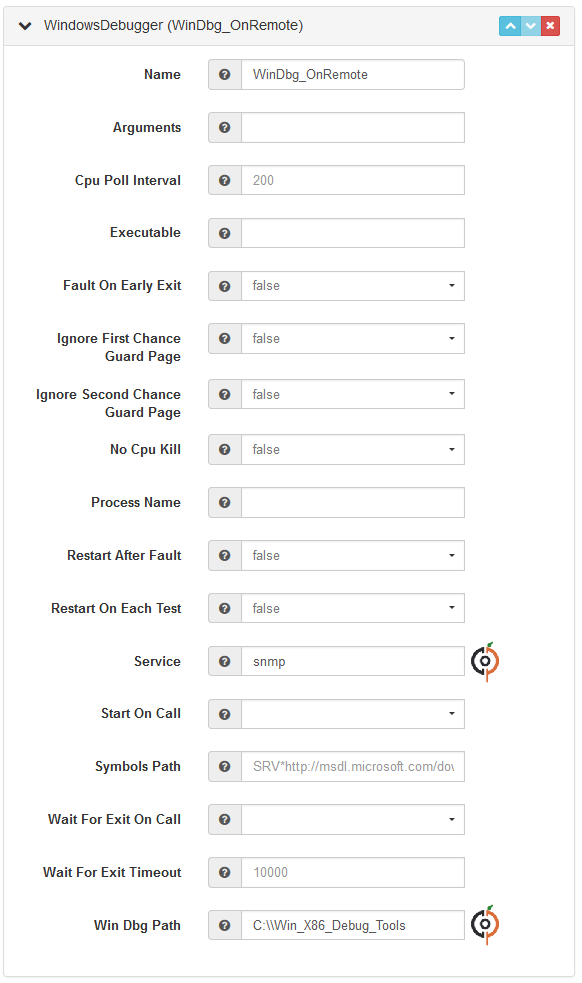 WindowsDebugger (WinDbg_OnRemote)
Name
WinDbg_OnRemote
Arguments
Cpu Poll Interval
200
Executable
Fault On Early Exit
false
Ignore First Chance
Guard Page
false
Ignore Second Chance
Guard Page
false
No Cpu Kill
false
Process Name
Restart After Fault
false
Restart On Each Test
false
Service
snmp
Start On Call
Symbols Path
SRV*http://msdl.microsoft.com/dov
Wait For Exit On Call
Wait For Exit Timeout
10000
Win Dbg Path
C:\\Win_X86_Debug_Tools